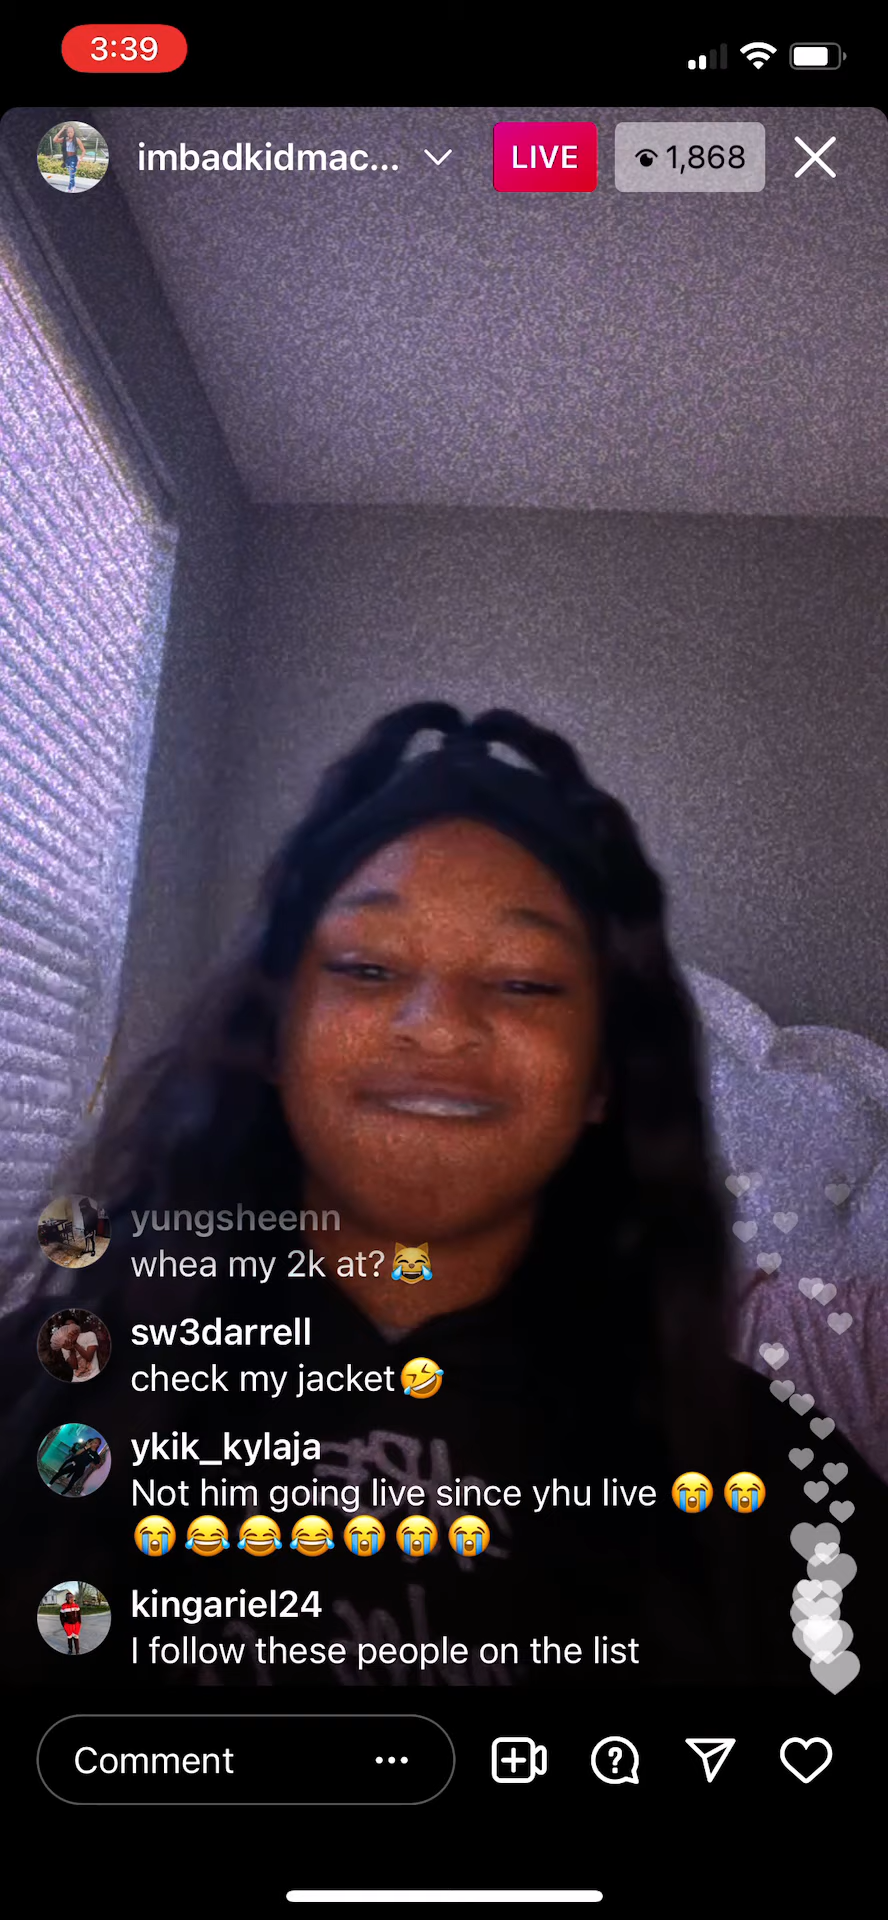 3:39
imbadkidmac...
LIVE
1,868
yungsheenn
whea my 2k at?😹
sw3darrell
check my jacket🤣
ykik_kylaja
Not him going live since yhu live 😭😭
😭😂😂😂😭😭😭
kingariel24
I follow these people on the list
Comment